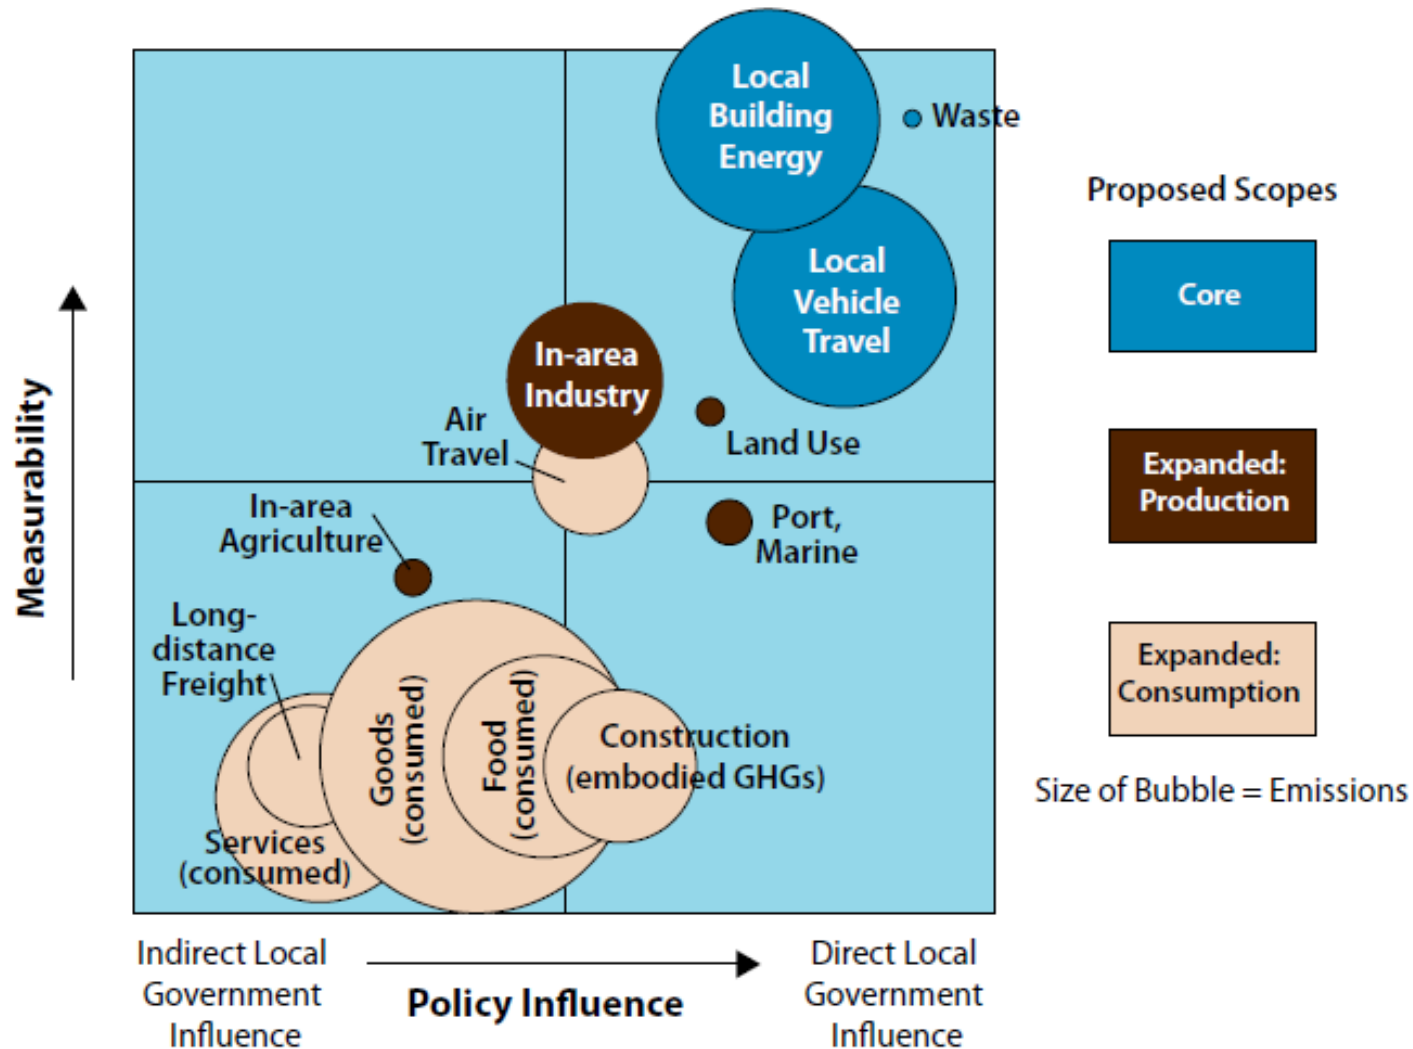 Local
Building
Energy
Waste
Proposed Scopes
Local
Vehicle
Travel
Core
In-area
Industry
Air
Travel
Land Use
Expanded:
Production
In-area
Agriculture
Port,
Marine
Long-
distance
Freight
Expanded:
Consumption
Goods
(consumed)
Food
(consumed)
Construction
(embodied GHGs)
Services
(consumed)
Size of Bubble = Emissions
Measurability
Indirect Local
Government
Influence
Policy Influence
Direct Local
Government
Influence